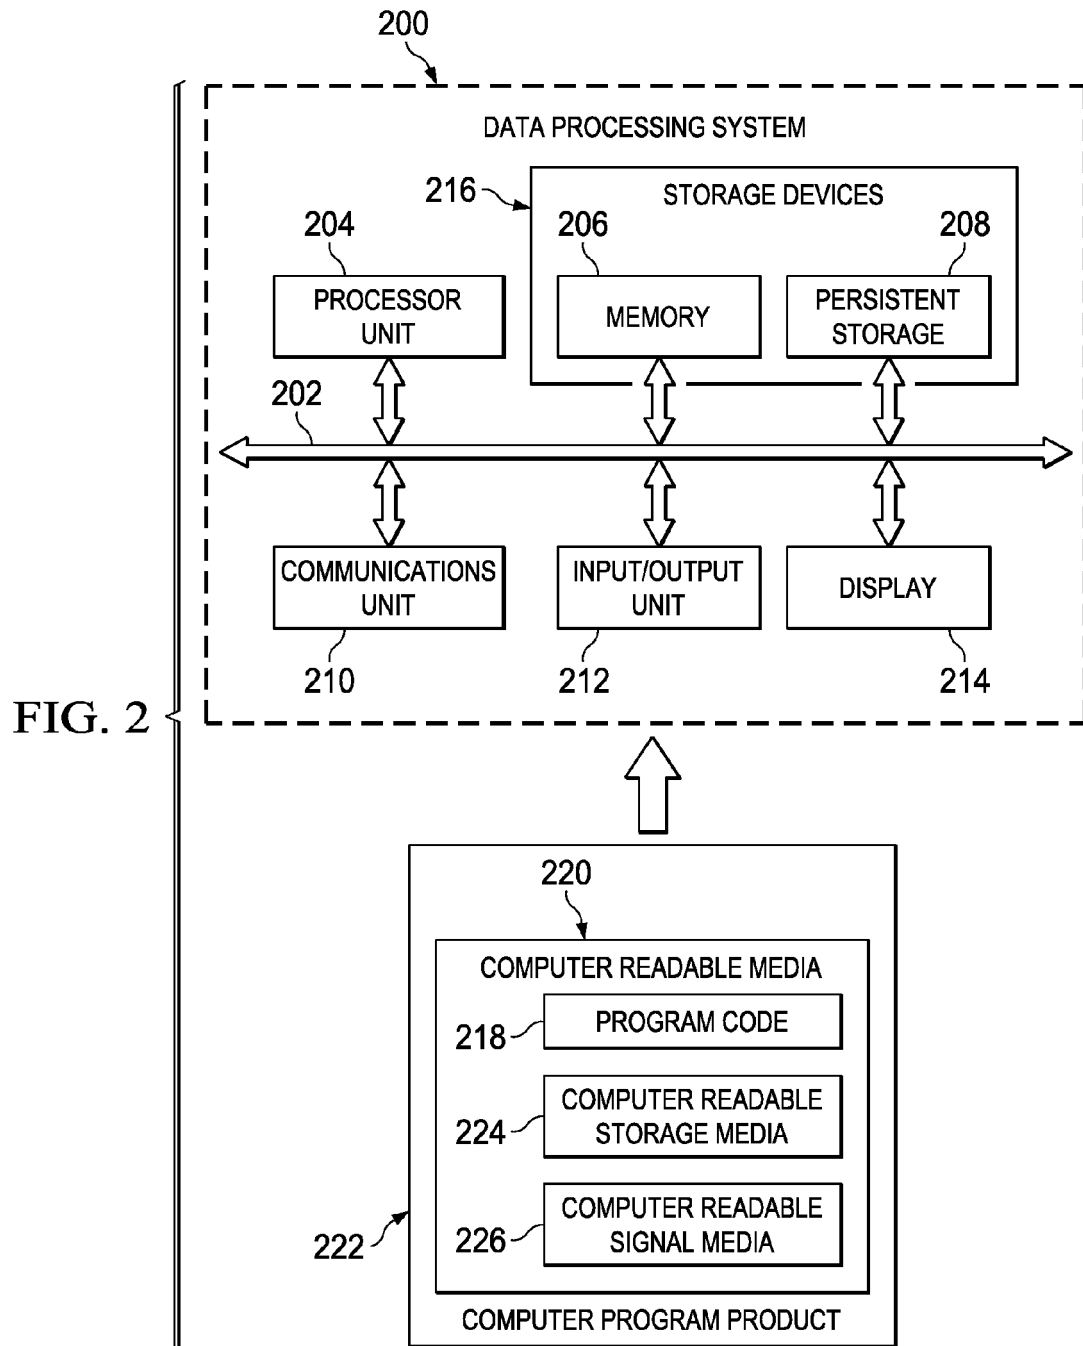 200
DATA PROCESSING SYSTEM
216
STORAGE DEVICES
204
206
208
PROCESSOR
UNIT
MEMORY
PERSISTENT
STORAGE
202
COMMUNICATIONS
UNIT
INPUT/OUTPUT
UNIT
DISPLAY
210
212
214
FIG. 2
220
COMPUTER READABLE MEDIA
218
PROGRAM CODE
224
COMPUTER READABLE
STORAGE MEDIA
226
COMPUTER READABLE
SIGNAL MEDIA
222
COMPUTER PROGRAM PRODUCT